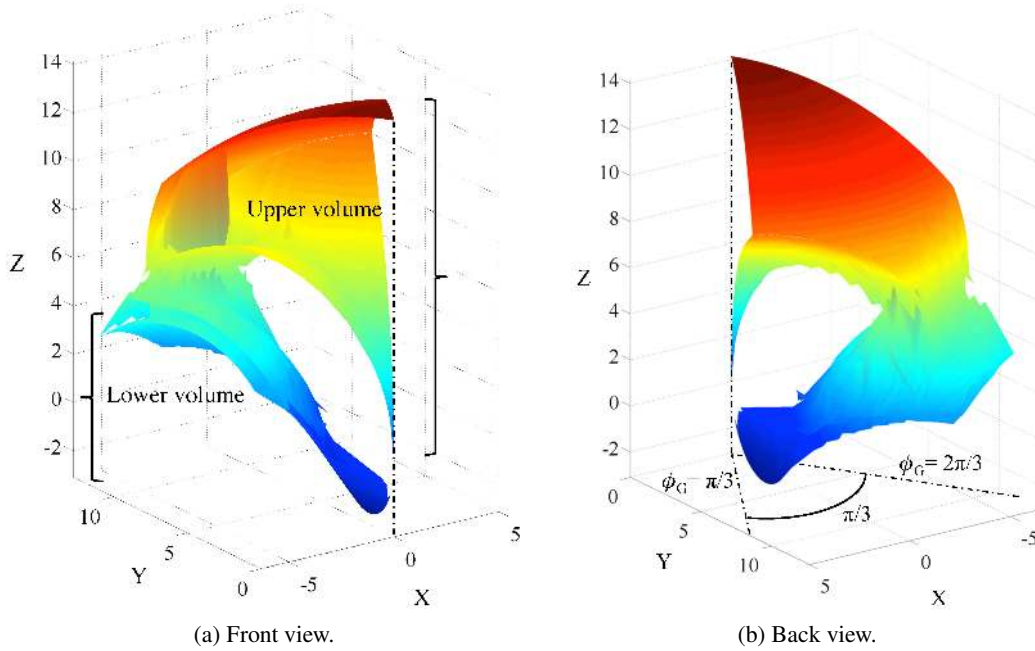 14
12
10
8
6
4
2
0
-2
Z
Upper volume
Lower volume
10
5
0
Y
-5
0
5
X
(a) Front view.
14
12
10
8
6
4
2
0
-2
Z
ϕG = π/3
ϕG = 2π/3
π/3
0
5
10
Y
5
0
-5
X
(b) Back view.